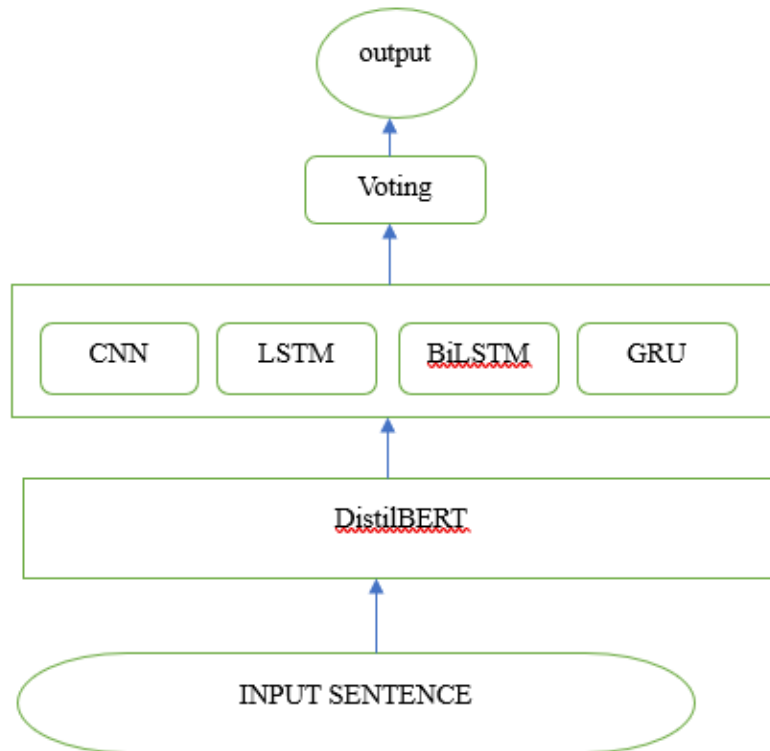 output
Voting
CNN LSTM BiLSTM GRU
DistilBERT
INPUT SENTENCE